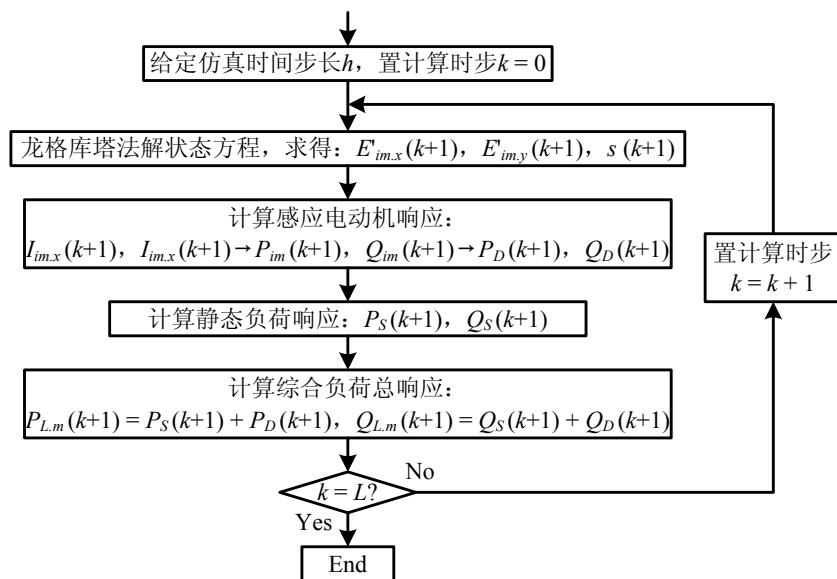 给定仿真时间步长h，置计算时步k = 0
龙格库塔法解状态方程，求得：E'im.x(k+1)，E'im.y(k+1)，s (k+1)
计算感应电动机响应：
Iim.x(k+1)，Iim.x(k+1)→Pim(k+1)，Qim(k+1)→PD(k+1)，QD(k+1)
置计算时步
k = k + 1
计算静态负荷响应：PS(k+1)，QS(k+1)
计算综合负荷总响应：
PL.m(k+1) = PS(k+1) + PD(k+1)，QL.m(k+1) = QS(k+1) + QD(k+1)
k = L?
No
Yes
End